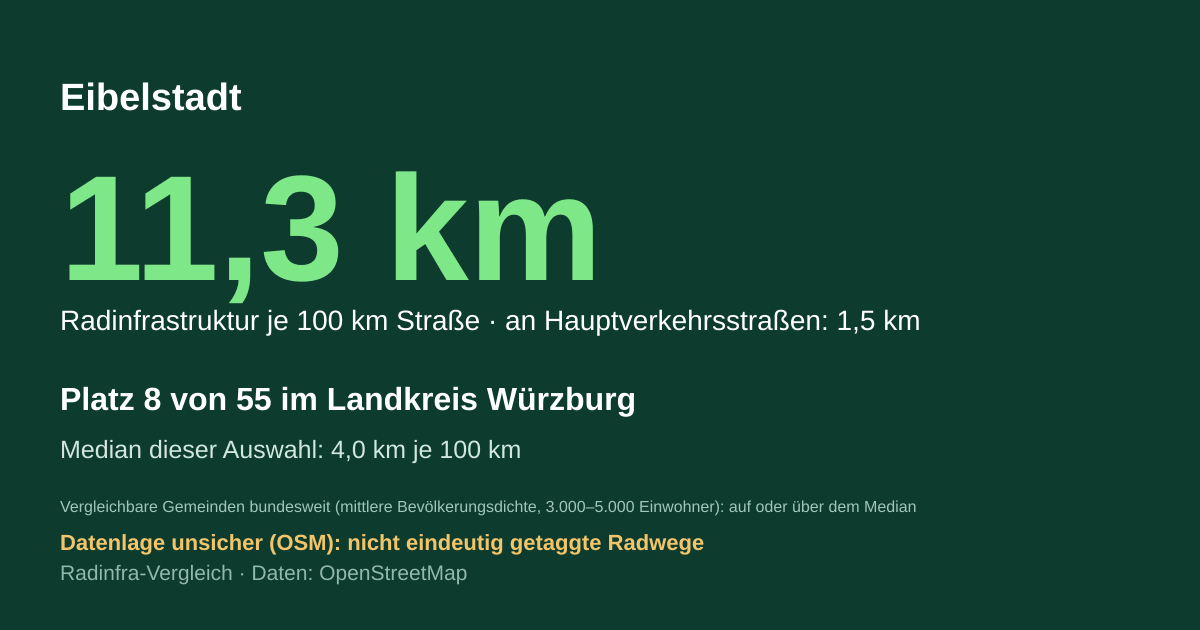 Eibelstadt
11,3 km
Radinfrastruktur je 100 km Straße · an Hauptverkehrsstraßen: 1,5 km
Platz 8 von 55 im Landkreis Würzburg
Median dieser Auswahl: 4,0 km je 100 km
Vergleichbare Gemeinden bundesweit (mittlere Bevölkerungsdichte, 3.000–5.000 Einwohner): auf oder über dem Median
Datenlage unsicher (OSM): nicht eindeutig getaggte Radwege
Radinfra-Vergleich · Daten: OpenStreetMap